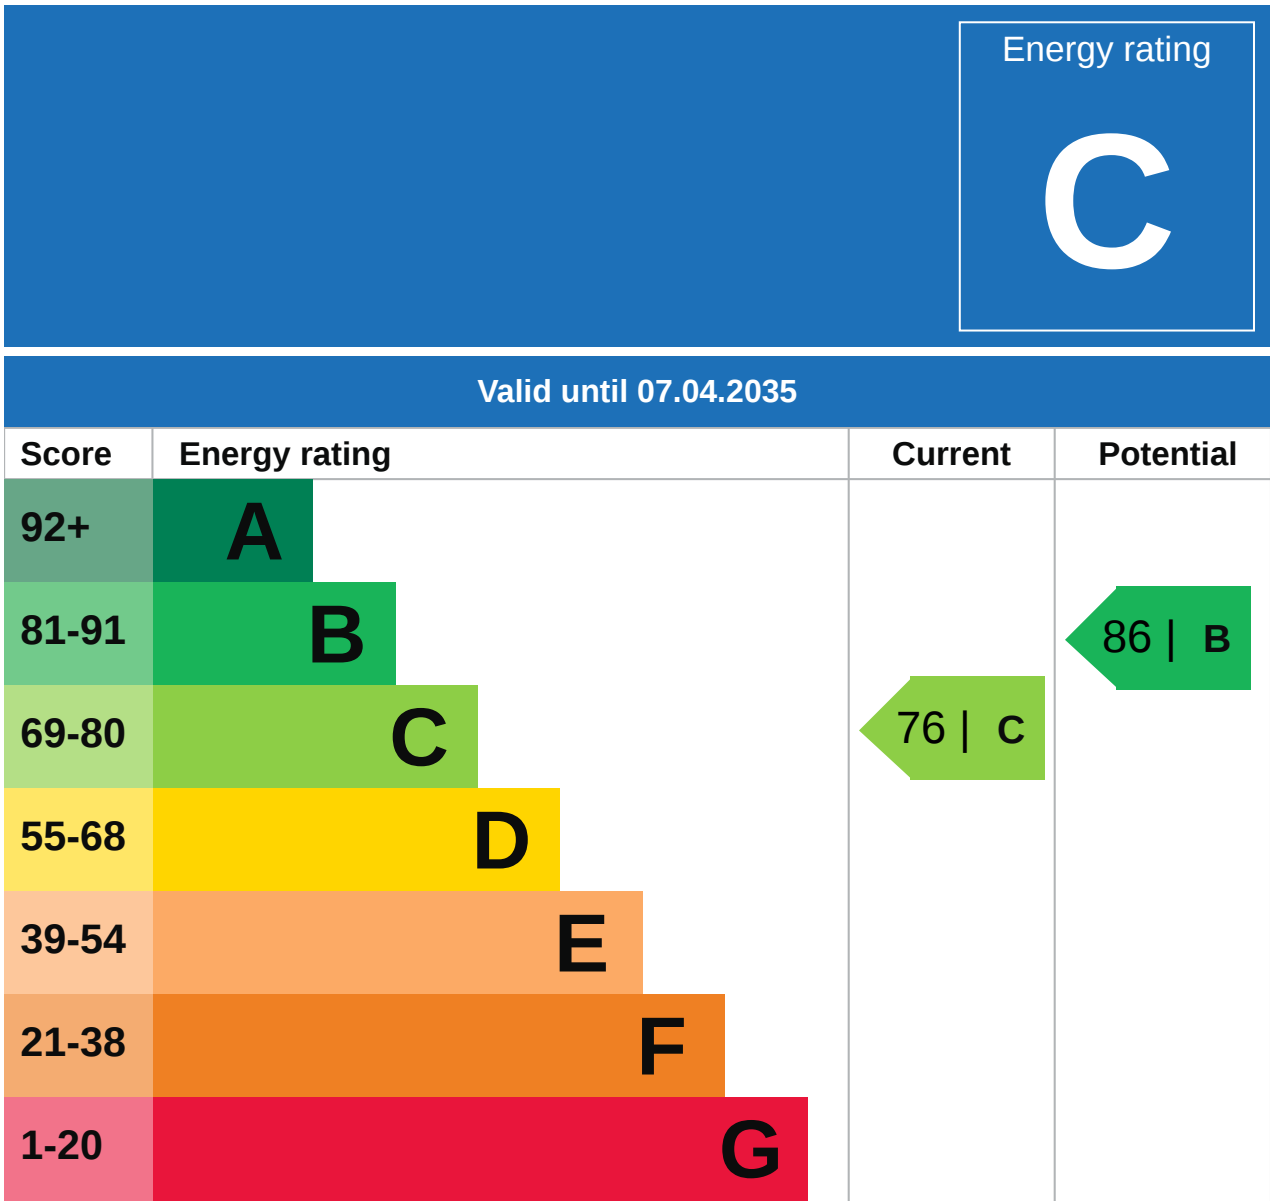 Energy rating
C
Valid until 07.04.2035
Score Energy rating Current Potential
92+ A
81-91 B 86 | B
69-80 C 76 | C
55-68 D
39-54 E
21-38 F
1-20 G